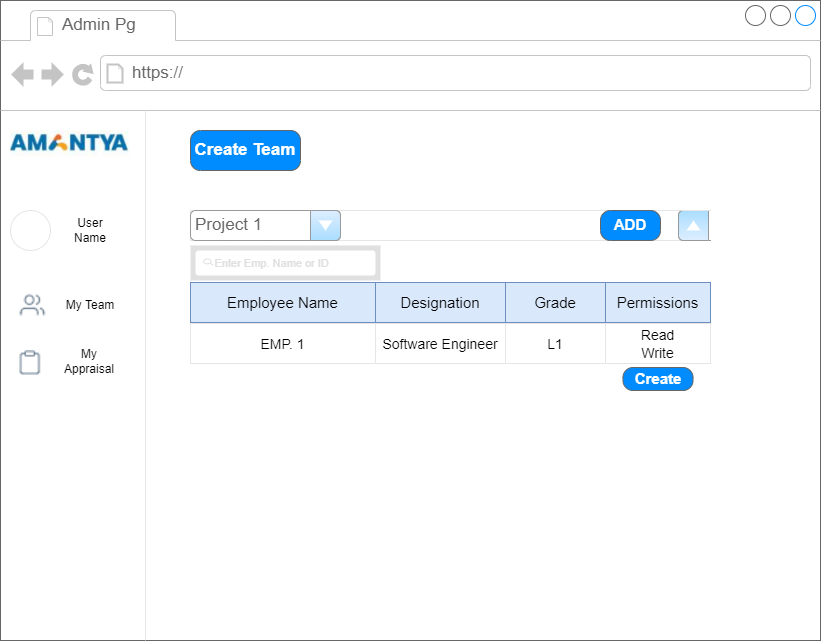 Admin Pg
https://
AMANTYA
Create Team
User
Name
Project 1
ADD
Enter Emp. Name or ID
My Team
Employee Name Designation Grade Permissions
EMP. 1 Software Engineer L1 Read
Write
My
Appraisal
Create